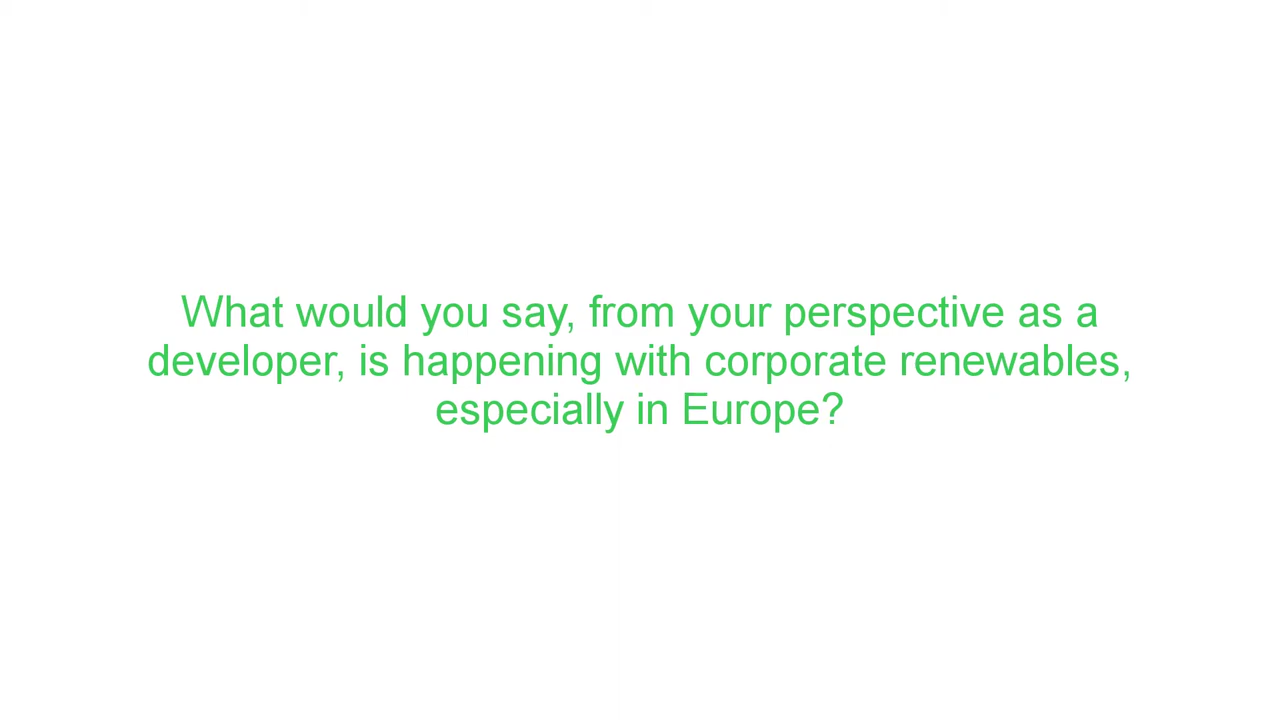 What would you say, from your perspective as a
developer, is happening with corporate renewables,
especially in Europe?